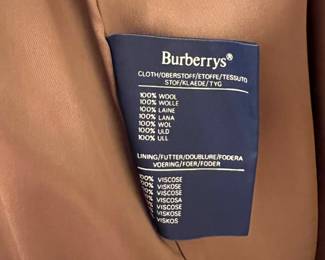 Burberrys®
CLOTH/OBERSTOFF/ETOFFE/TESSUTO
STOF/KLAEDE/TYG
100% WOOL
100% WOLLE
100% LAINE
100% LANA
100% WOL
100% ULD
100% ULL
LINING/FUTTER/DOUBLURE/FODERA
VOERING/FOER/FODER
00% VISCOSE
% VISKOSE
% VISCOSE
% VISCOSA
% VISCOSE
% VISKOSE
VISKOS